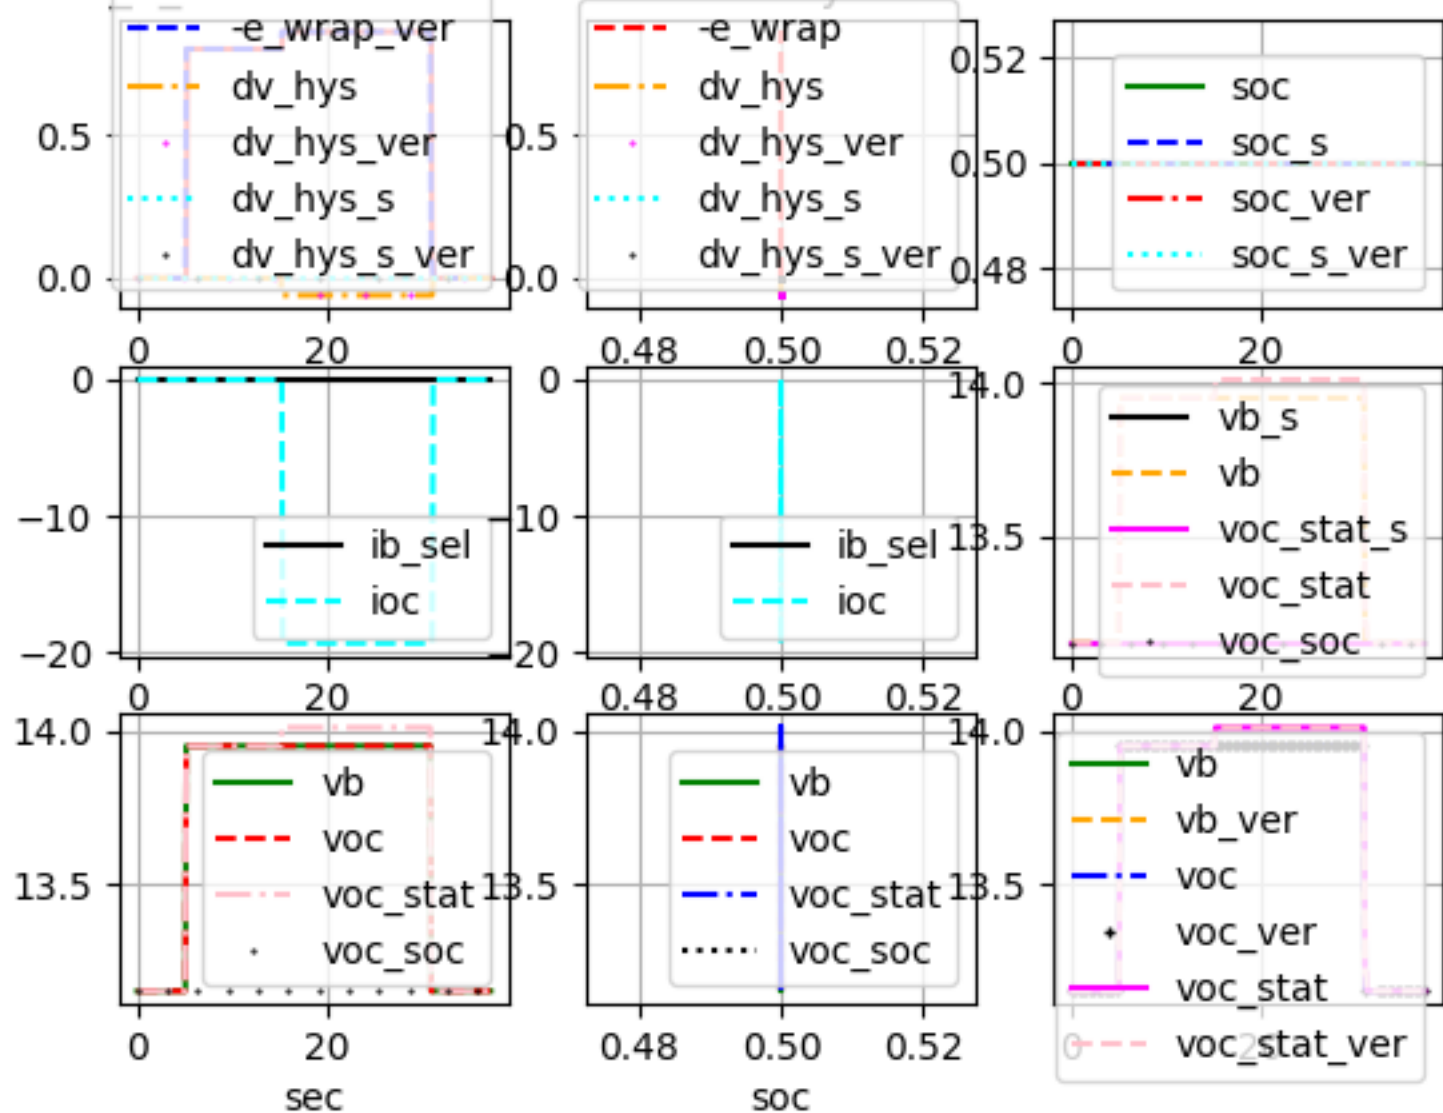 -e_wrap_ver
dv_hys
dv_hys_ver
dv_hys_s
dv_hys_s_ver
0.5
0.0
0 20
-e_wrap
dv_hys
dv_hys_ver
dv_hys_s
dv_hys_s_ver
0.5
0.0
0.48 0.50 0.52
soc
soc_s
soc_ver
soc_s_ver
0.52
0.50
0.48
0 20
0
−10
−20
ib_sel
ioc
0 20
0
−10
−20
ib_sel
ioc
0.48 0.50 0.52
14.0
13.5
vb_s
vb
voc_stat_s
voc_stat
voc_soc
0 20
14.0
13.5
vb
voc
voc_stat
voc_soc
0 20
sec
14.0
13.5
vb
voc
voc_stat
voc_soc
0.48 0.50 0.52
soc
14.0
13.5
vb
vb_ver
voc
voc_ver
voc_stat
voc_stat_ver
0 20